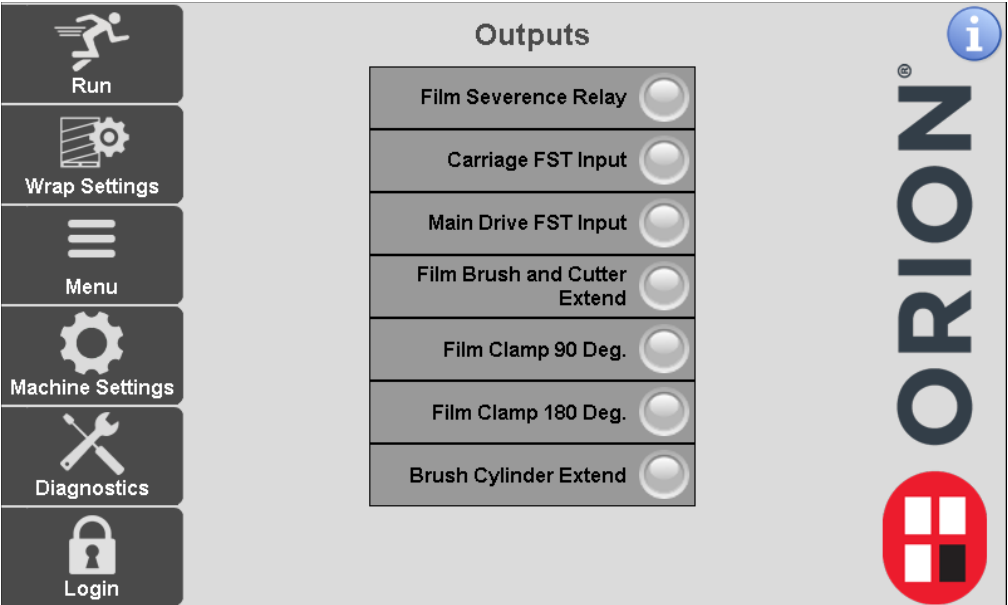 Outputs
Run
Wrap Settings
Menu
Machine Settings
Diagnostics
Login
Film Severence Relay
Carriage FST Input
Main Drive FST Input
Film Brush and Cutter
Extend
Film Clamp 90 Deg.
Film Clamp 180 Deg.
Brush Cylinder Extend
i
ORION®